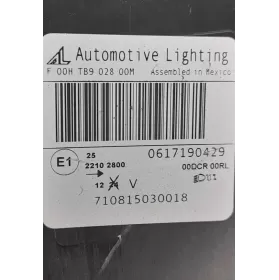 AL Automotive Lighting
F 00H TB9 028 00M Assembled in Mexico
E1 25 0617190429
2210 2800 00DCR 00RL
12 24 V
710815030018